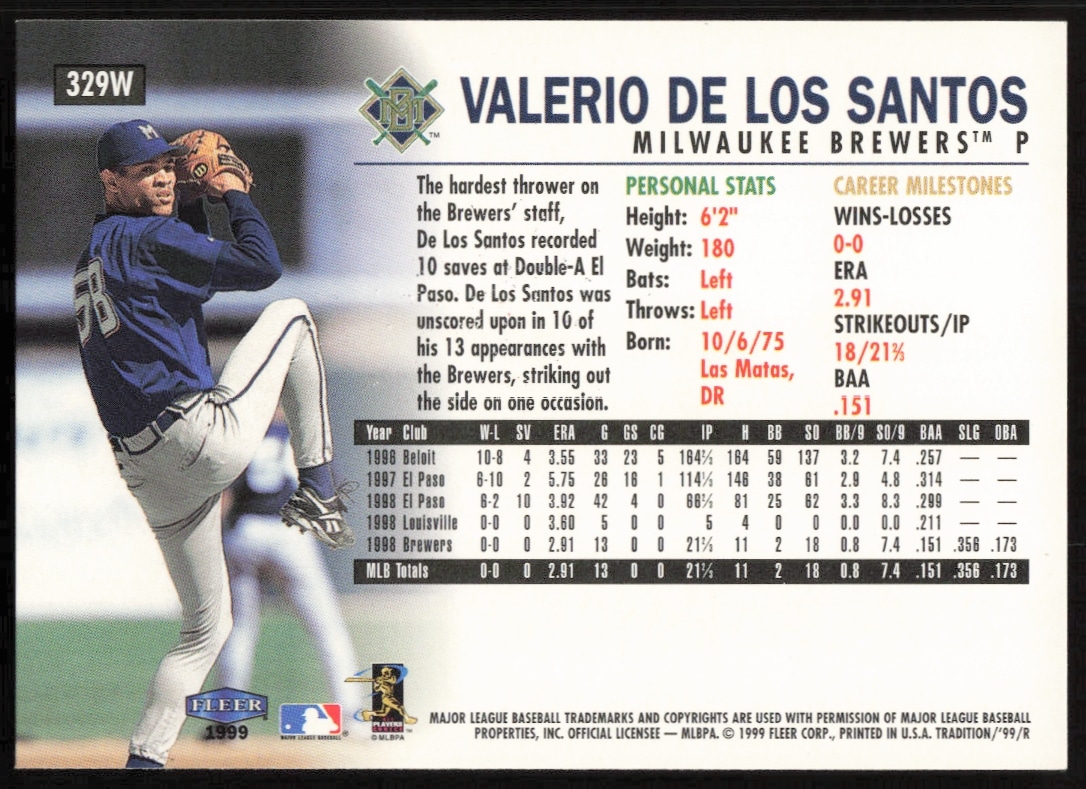 329W
VALERIO DE LOS SANTOS
MILWAUKEE BREWERS™ P
The hardest thrower on
the Brewers' staff,
De Los Santos recorded
10 saves at Double-A El
Paso. De Los Santos was
unscored upon in 10 of
his 13 appearances with
the Brewers, striking out
the side on one occasion.
PERSONAL STATS
Height: 6'2"
Weight: 180
Bats: Left
Throws: Left
Born: 10/6/75
Las Matas,
DR
CAREER MILESTONES
WINS-LOSSES
0-0
ERA
2.91
STRIKEOUTS/IP
18/21⅔
BAA
.151
Year Club W-L SV ERA G GS CG IP H BB SO BB/9 SO/9 BAA SLG OBA
1996 Beloit 10-8 4 3.55 33 23 5 164⅓ 164 59 137 3.2 7.4 .257 — —
1997 El Paso 6-10 2 5.75 26 16 1 114⅓ 146 38 61 2.9 4.8 .314 — —
1998 El Paso 6-2 10 3.92 42 4 0 66⅔ 81 25 62 3.3 8.3 .299 — —
1998 Louisville 0-0 0 3.60 5 0 0 5 4 0 0 0.0 0.0 .211 — —
1998 Brewers 0-0 0 2.91 13 0 0 21⅔ 11 2 18 0.8 7.4 .151 .356 .173
MLB Totals 0-0 0 2.91 13 0 0 21⅔ 11 2 18 0.8 7.4 .151 .356 .173
M
58
FLEER
1999
MAJOR LEAGUE BASEBALL
PLAYERS
CHOICE
© MLBPA
MAJOR LEAGUE BASEBALL TRADEMARKS AND COPYRIGHTS ARE USED WITH PERMISSION OF MAJOR LEAGUE BASEBALL
PROPERTIES, INC. OFFICIAL LICENSEE — MLBPA. © 1999 FLEER CORP., PRINTED IN U.S.A. TRADITION/'99/R